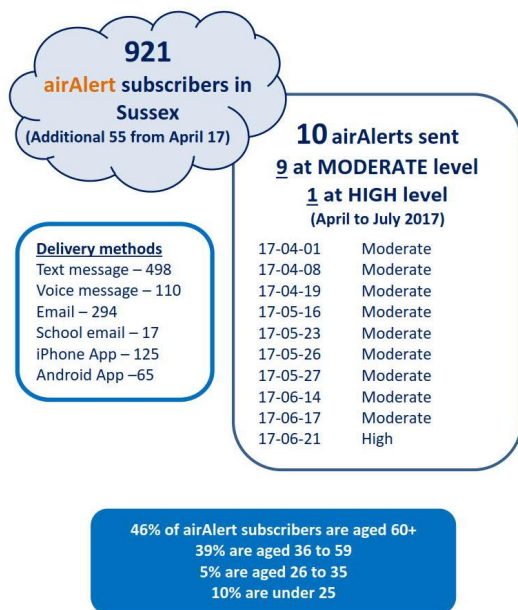 921
airAlert subscribers in
Sussex
(Additional 55 from April 17)
10 airAlerts sent
9 at MODERATE level
1 at HIGH level
(April to July 2017)
17-04-01 Moderate
17-04-08 Moderate
17-04-19 Moderate
17-05-16 Moderate
17-05-23 Moderate
17-05-26 Moderate
17-05-27 Moderate
17-06-14 Moderate
17-06-17 Moderate
17-06-21 High
Delivery methods
Text message – 498
Voice message – 110
Email – 294
School email – 17
iPhone App – 125
Android App –65
46% of airAlert subscribers are aged 60+
39% are aged 36 to 59
5% are aged 26 to 35
10% are under 25